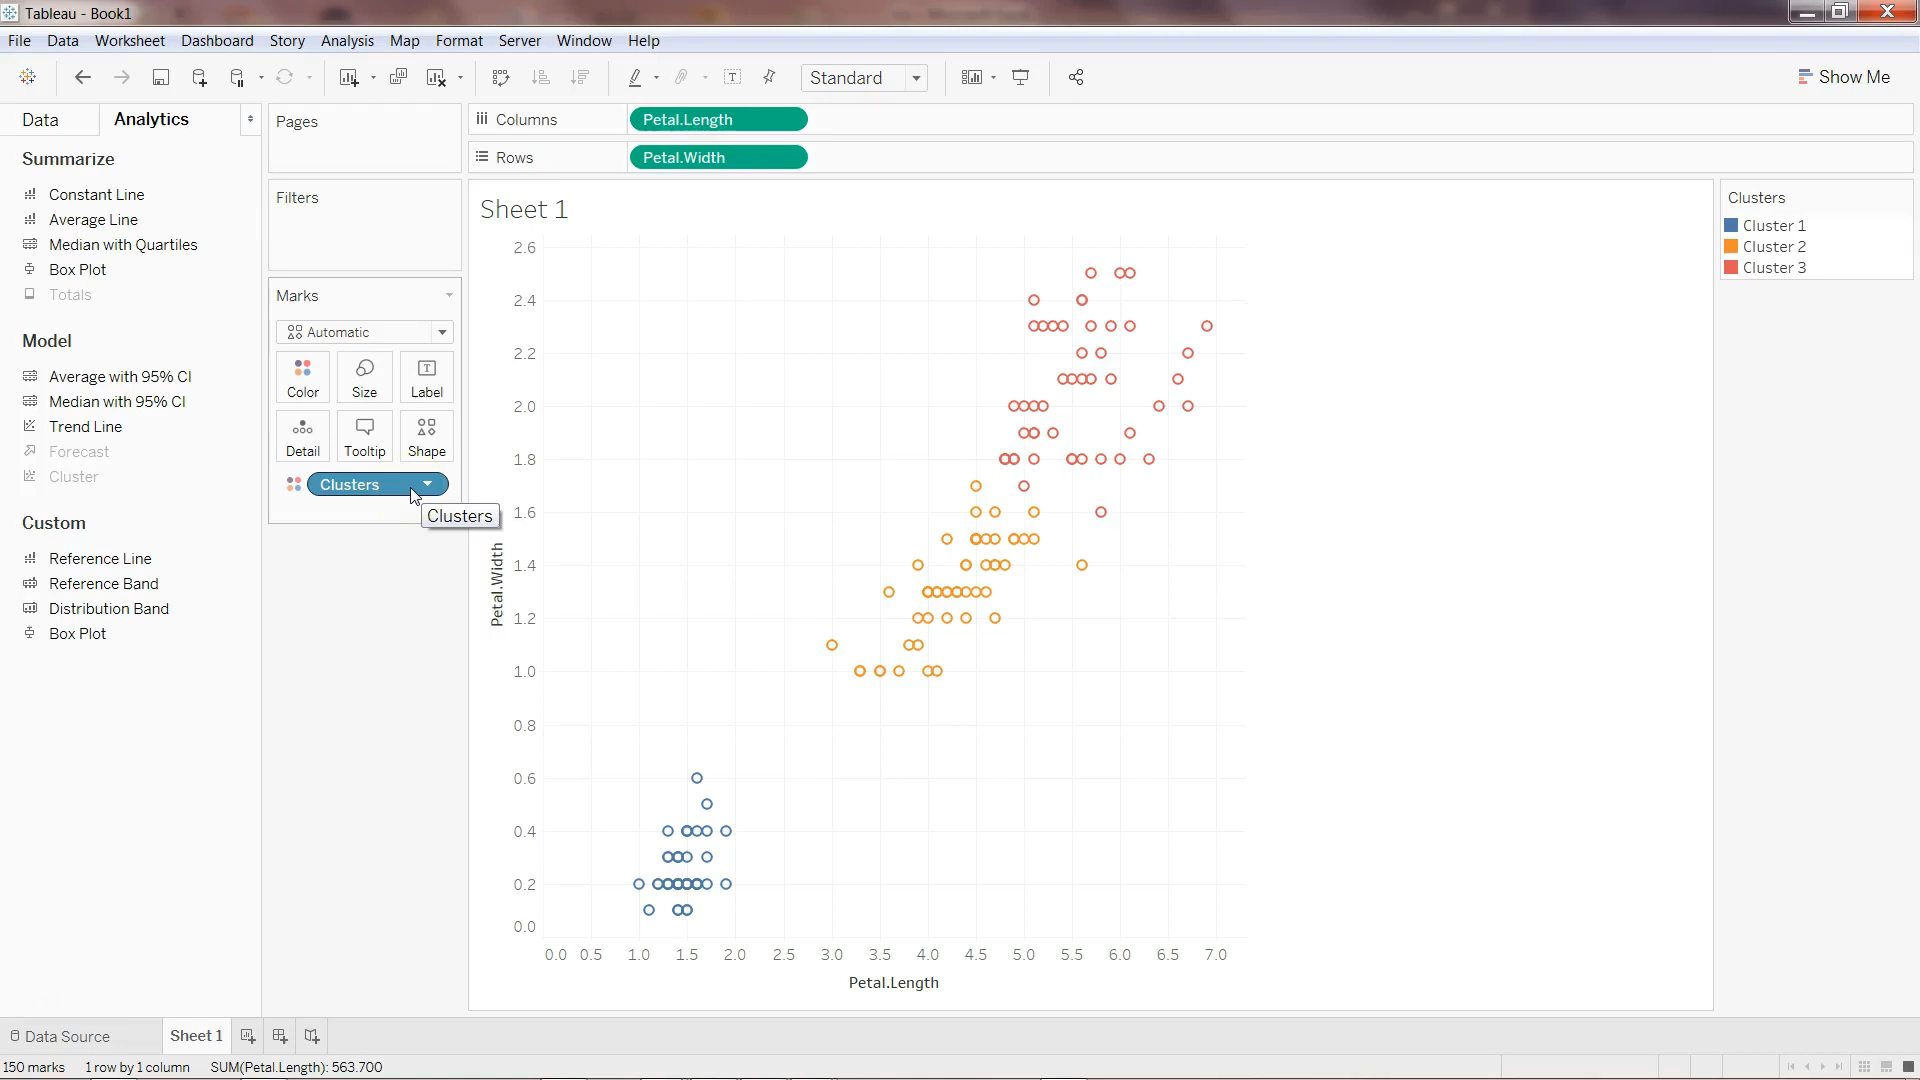 Tableau - Book1
File Data Worksheet Dashboard Story Analysis Map Format Server Window Help
Standard
Show Me
Data Analytics
Summarize
Constant Line
Average Line
Median with Quartiles
Box Plot
Totals
Model
Average with 95% CI
Median with 95% CI
Trend Line
Forecast
Cluster
Custom
Reference Line
Reference Band
Distribution Band
Box Plot
Pages
Filters
Marks
Automatic
Color Size Label
Detail Tooltip Shape
Clusters
Clusters
Columns Petal.Length
Rows Petal.Width
Sheet 1
2.6
2.4
2.2
2.0
1.8
1.6
1.4
1.2
1.0
0.8
0.6
0.4
0.2
0.0
Petal.Width
0.0 0.5 1.0 1.5 2.0 2.5 3.0 3.5 4.0 4.5 5.0 5.5 6.0 6.5 7.0
Petal.Length
Clusters
Cluster 1
Cluster 2
Cluster 3
Data Source Sheet 1
150 marks 1 row by 1 column SUM(Petal.Length): 563.700